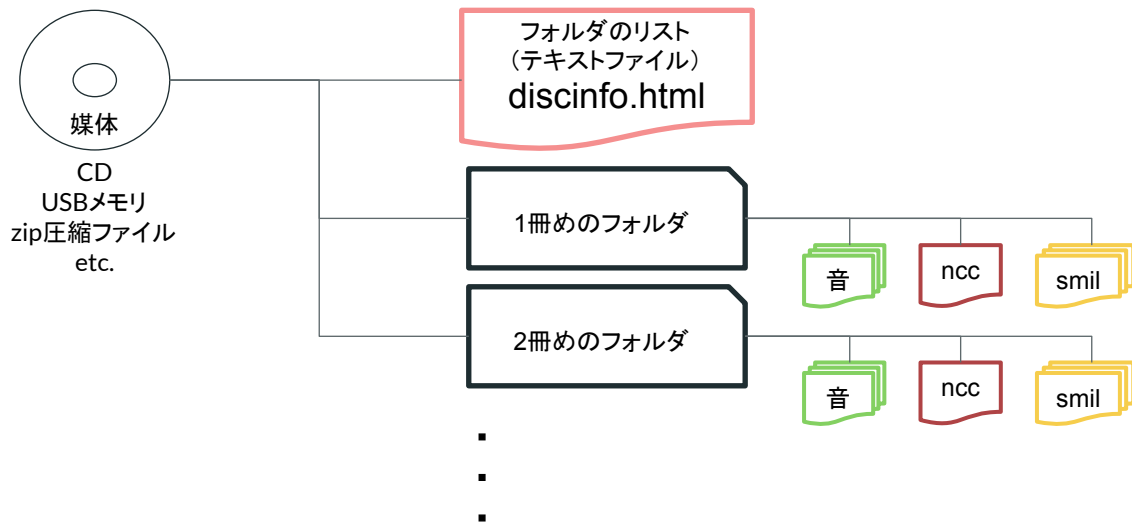 媒体
CD
USBメモリ
zip圧縮ファイル
etc.
フォルダのリスト
（テキストファイル）
discinfo.html
1冊めのフォルダ
音
ncc
smil
2冊めのフォルダ
音
ncc
smil